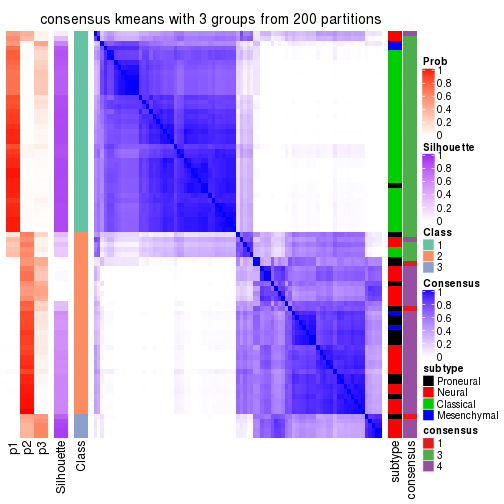 consensus kmeans with 3 groups from 200 partitions
p1
p2
p3
Silhouette
Class
subtype
consensus
Prob
1
0.8
0.6
0.4
0.2
0
Silhouette
1
0.8
0.6
0.4
0.2
0
Class
1
2
3
Consensus
1
0.8
0.6
0.4
0.2
0
subtype
Proneural
Neural
Classical
Mesenchymal
consensus
1
3
4